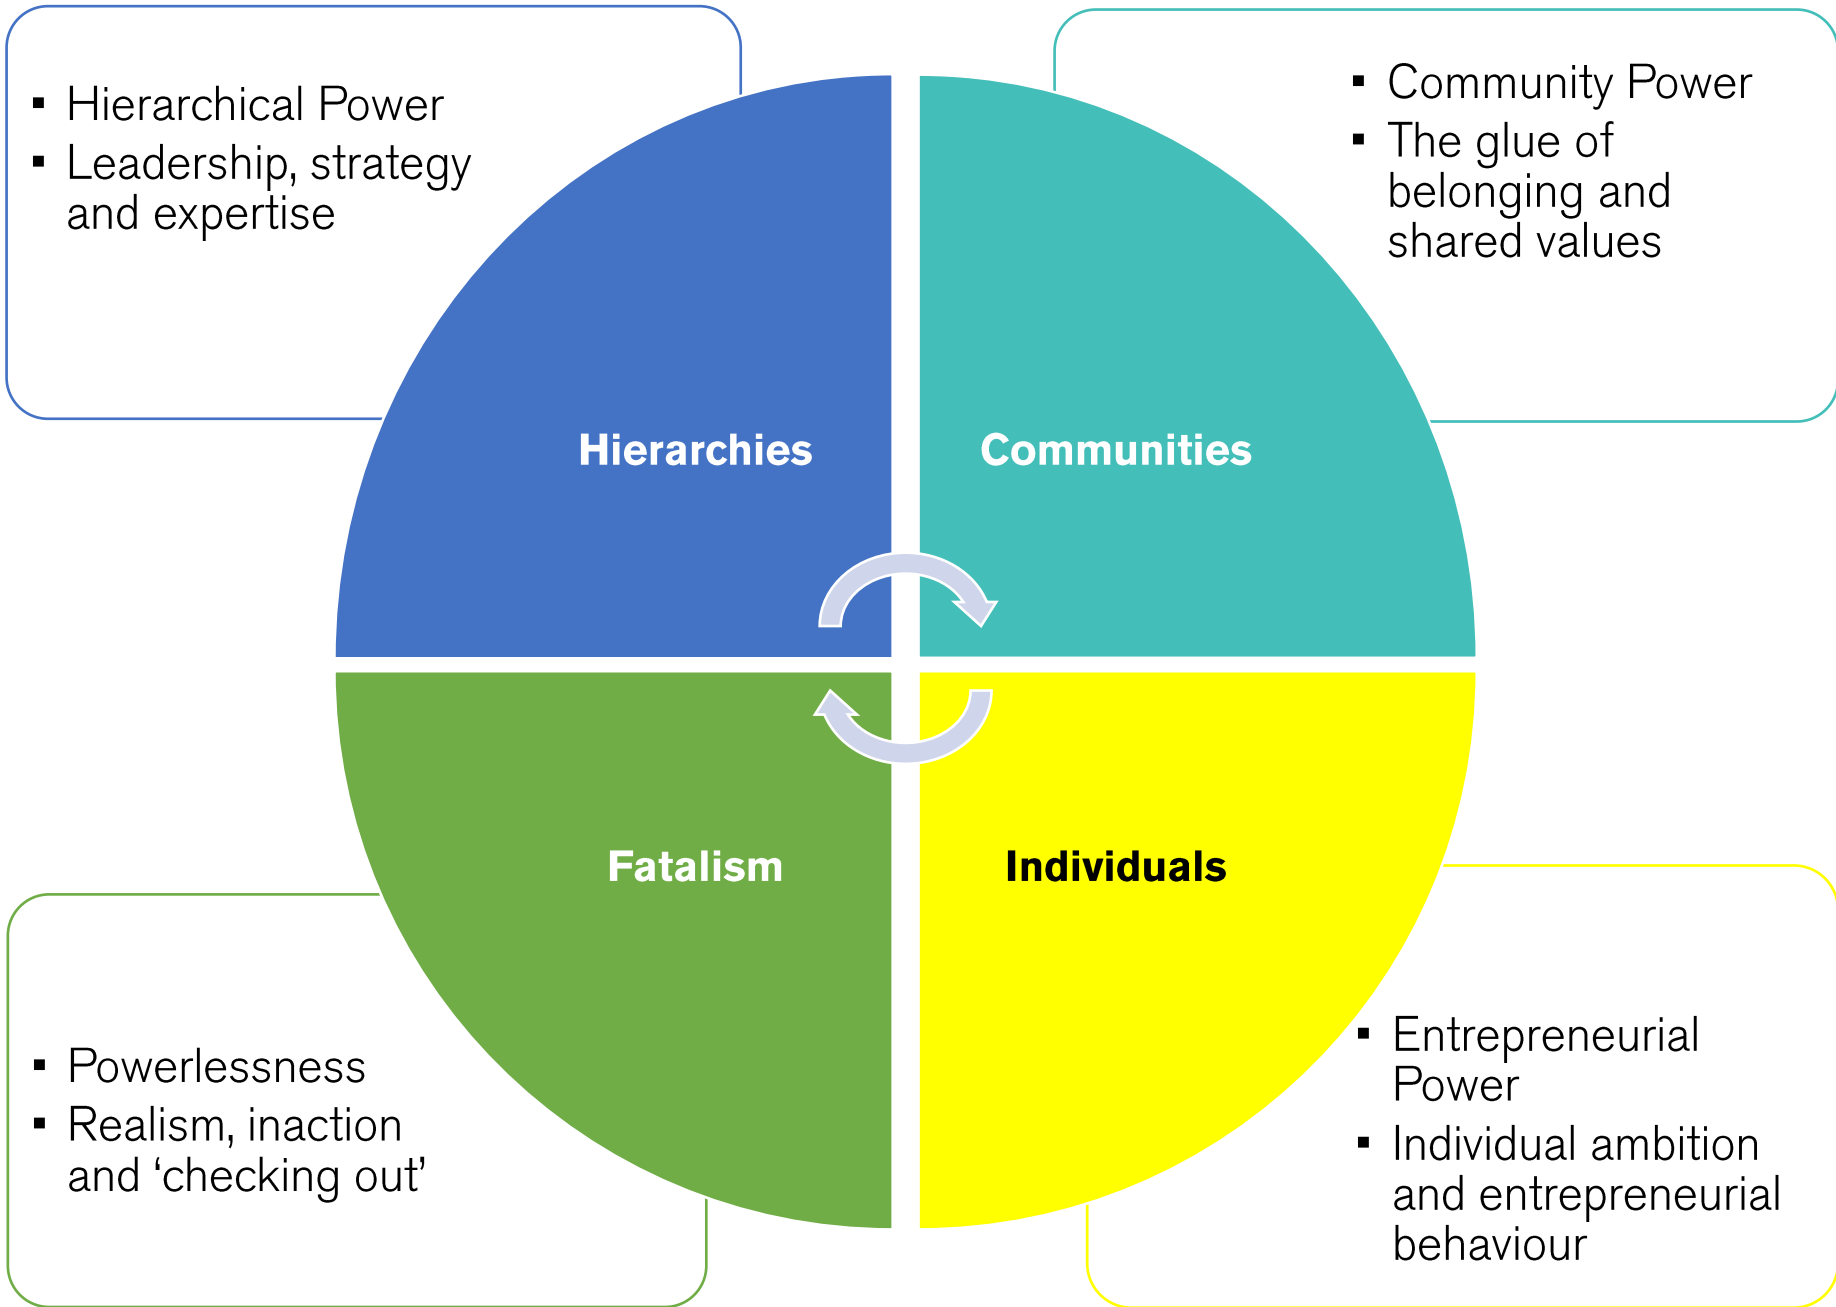 ▪ Hierarchical Power
▪ Leadership, strategy
and expertise
▪ Community Power
▪ The glue of
belonging and
shared values
Hierarchies
Communities
Fatalism
Individuals
▪ Powerlessness
▪ Realism, inaction
and ‘checking out’
▪ Entrepreneurial
Power
▪ Individual ambition
and entrepreneurial
behaviour